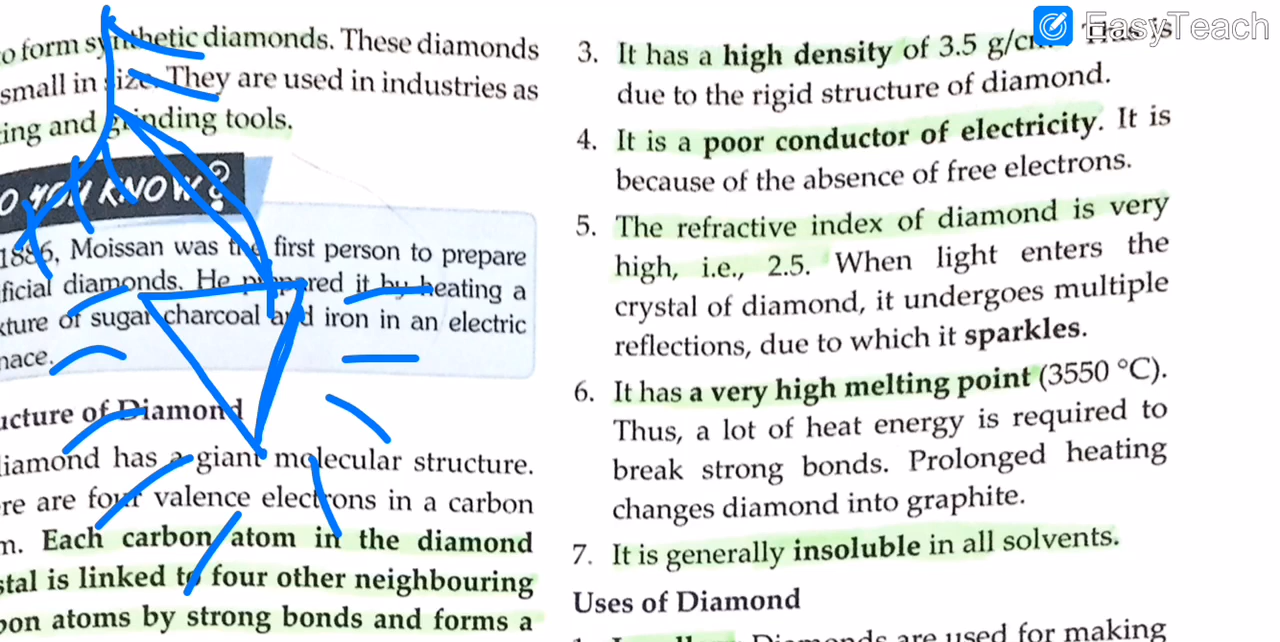 o form synthetic diamonds. These diamonds
small in size. They are used in industries as
ing and grinding tools.
O YOU KNOW?
1886, Moissan was the first person to prepare
ficial diamonds. He prepared it by heating a
xture of sugar charcoal and iron in an electric
nace.
ucture of Diamond
iamond has a giant molecular structure.
re are four valence electrons in a carbon
m. Each carbon atom in the diamond
stal is linked to four other neighbouring
bon atoms by strong bonds and forms a
EasyTeach
3. It has a high density of 3.5 g/cm is
due to the rigid structure of diamond.
4. It is a poor conductor of electricity. It is
because of the absence of free electrons.
5. The refractive index of diamond is very
high, i.e., 2.5. When light enters the
crystal of diamond, it undergoes multiple
reflections, due to which it sparkles.
6. It has a very high melting point (3550 °C).
Thus, a lot of heat energy is required to
break strong bonds. Prolonged heating
changes diamond into graphite.
7. It is generally insoluble in all solvents.
Uses of Diamond
are used for making